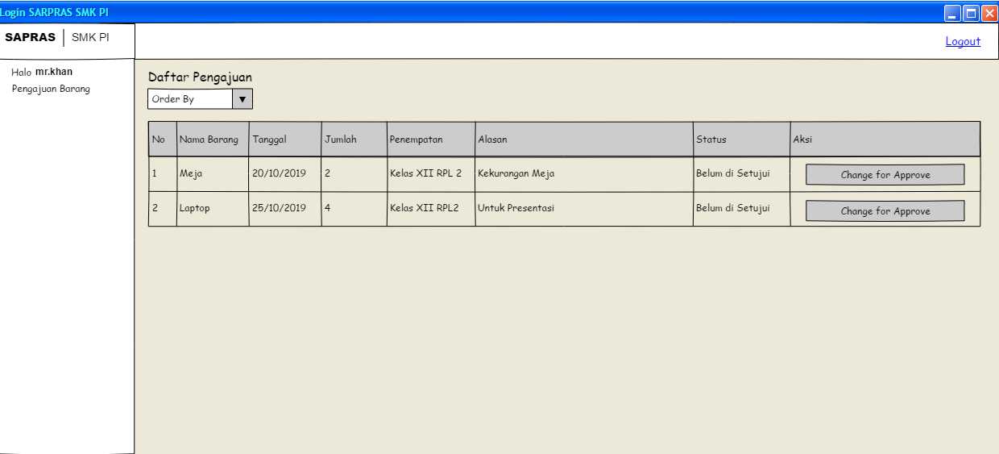 Login SARPRAS SMK PI
SAPRAS | SMK PI
Logout
Halo mr.khan
Pengajuan Barang
Daftar Pengajuan
Order By
No Nama Barang Tanggal Jumlah Penempatan Alasan Status Aksi
1 Meja 20/10/2019 2 Kelas XII RPL 2 Kekurangan Meja Belum di Setujui Change for Approve
2 Laptop 25/10/2019 4 Kelas XII RPL2 Untuk Presentasi Belum di Setujui Change for Approve